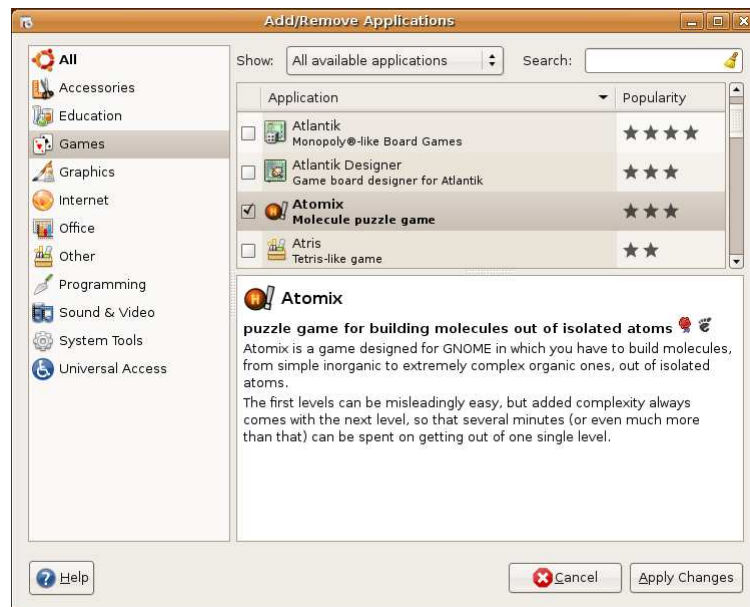 Add/Remove Applications
All
Accessories
Education
Games
Graphics
Internet
Office
Other
Programming
Sound & Video
System Tools
Universal Access
Show: All available applications Search:
Application Popularity
Atlantik
Monopoly®-like Board Games
Atlantik Designer
Game board designer for Atlantik
Atomix
Molecule puzzle game
Atris
Tetris-like game
Atomix
puzzle game for building molecules out of isolated atoms
Atomix is a game designed for GNOME in which you have to build molecules,
from simple inorganic to extremely complex organic ones, out of isolated
atoms.
The first levels can be misleadingly easy, but added complexity always
comes with the next level, so that several minutes (or even much more
than that) can be spent on getting out of one single level.
Help Cancel Apply Changes